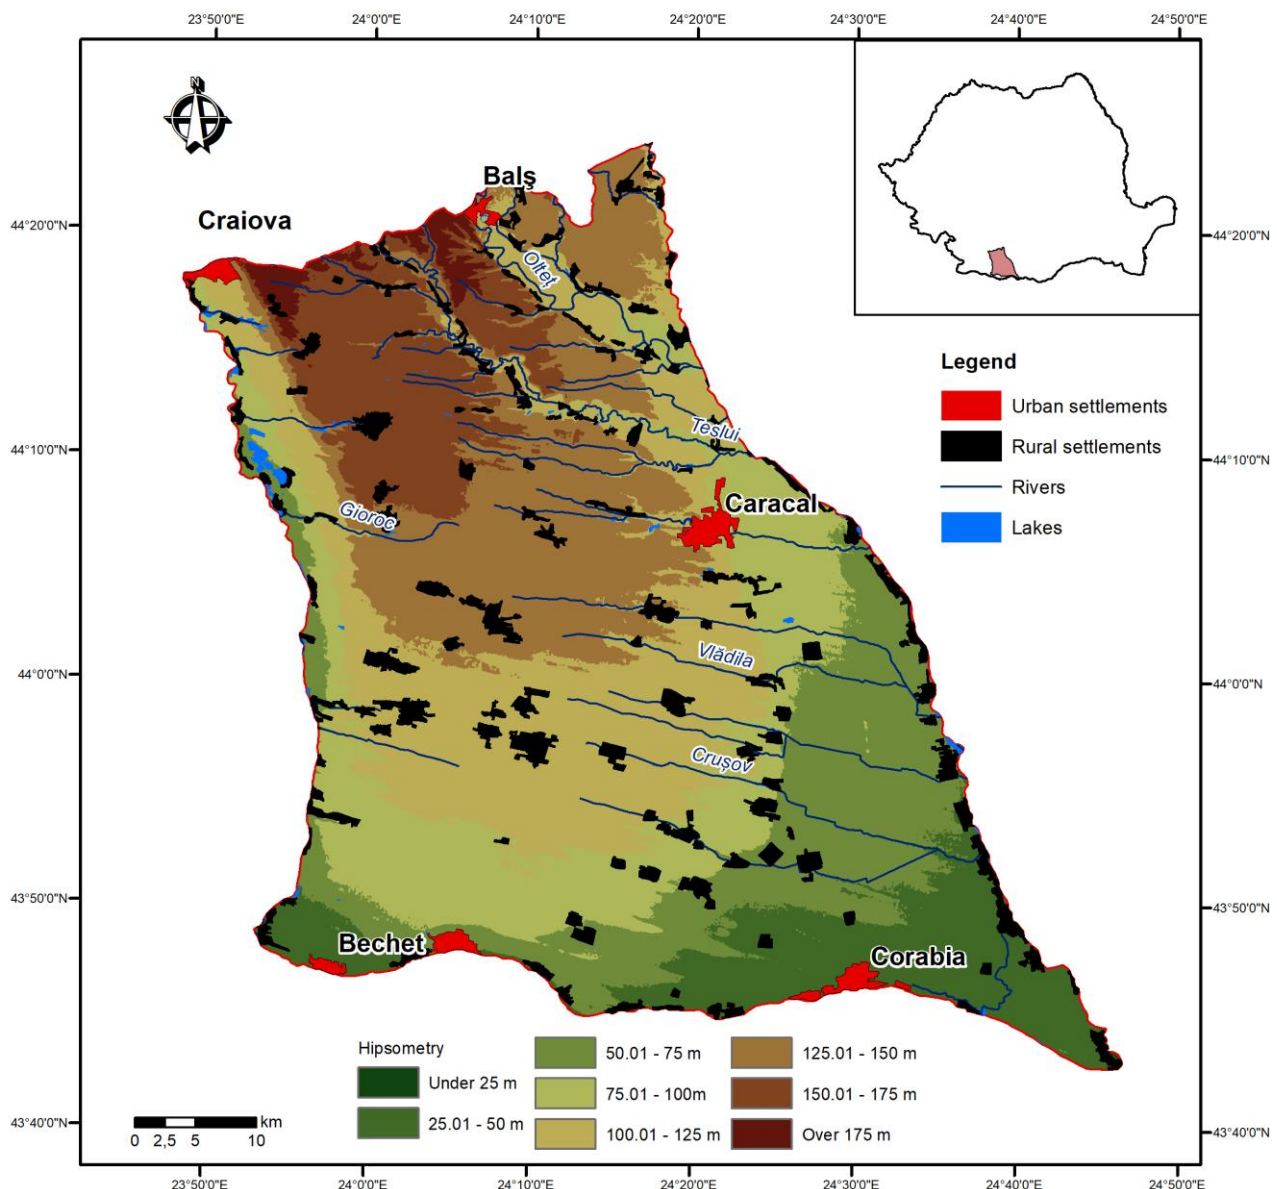 23°50'0"E 24°0'0"E 24°10'0"E 24°20'0"E 24°30'0"E 24°40'0"E 24°50'0"E
N
Balş
Craiova
44°20'0"N
44°20'0"N
Olteţ
Legend
Urban settlements
Rural settlements
Rivers
Lakes
Teslui
44°10'0"N
44°10'0"N
Caracal
Gioroc
Vlădila
44°0'0"N
44°0'0"N
Cruşov
43°50'0"N
43°50'0"N
Bechet
Corabia
Hipsometry
Under 25 m
25.01 - 50 m
50.01 - 75 m
75.01 - 100m
100.01 - 125 m
125.01 - 150 m
150.01 - 175 m
Over 175 m
km
0 2,5 5 10
43°40'0"N
43°40'0"N
23°50'0"E 24°0'0"E 24°10'0"E 24°20'0"E 24°30'0"E 24°40'0"E 24°50'0"E